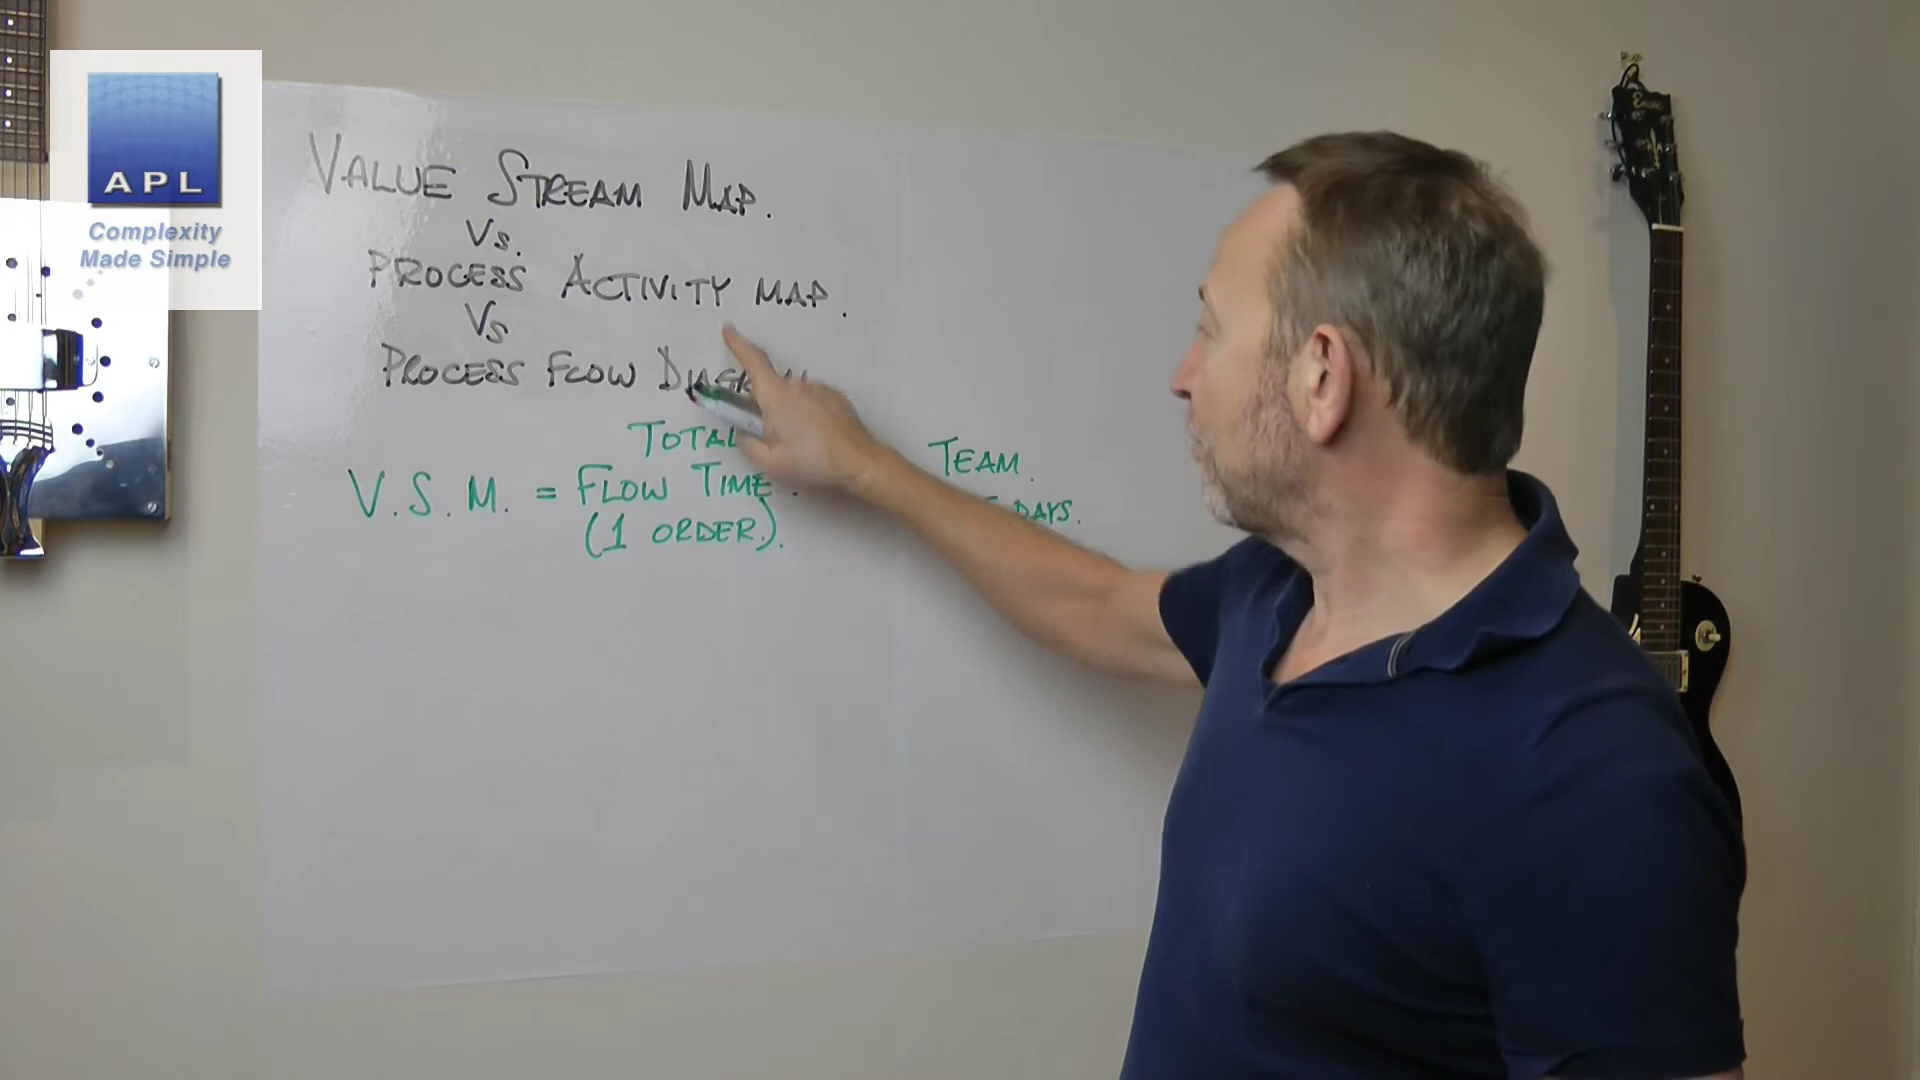 APL
Complexity
Made Simple
VALUE STREAM MAP.
Vs.
PROCESS ACTIVITY MAP.
Vs
PROCESS FLOW
TOTAL
V.S.M. = FLOW TIME.
(1 ORDER).
TEAM.
DAYS.